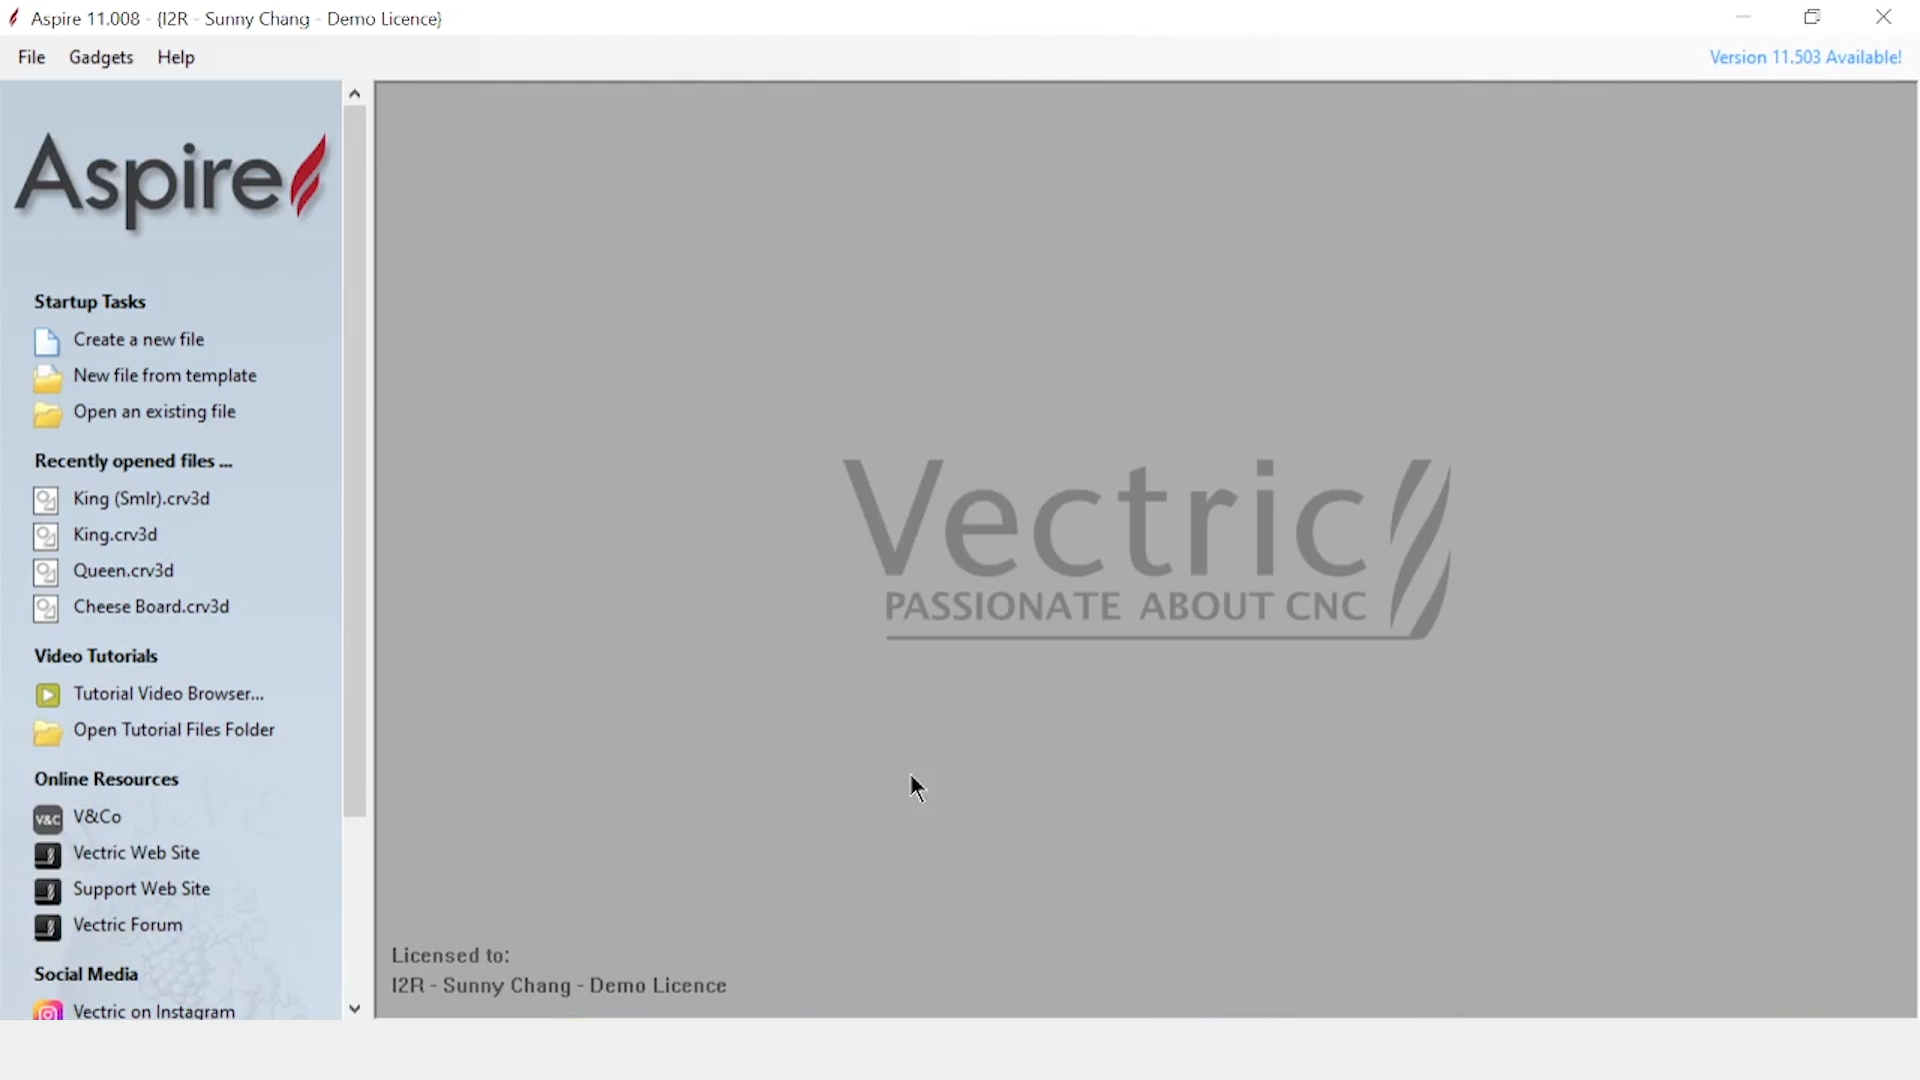 Aspire 11.008 - {I2R - Sunny Chang - Demo Licence}
File Gadgets Help
Version 11.503 Available!
Aspire
Startup Tasks
Create a new file
New file from template
Open an existing file
Recently opened files ...
King (Smlr).crv3d
King.crv3d
Queen.crv3d
Cheese Board.crv3d
Video Tutorials
Tutorial Video Browser...
Open Tutorial Files Folder
Online Resources
V&C V&Co
Vectric Web Site
Support Web Site
Vectric Forum
Social Media
Vectric on Instagram
Vectric
PASSIONATE ABOUT CNC
Licensed to:
I2R - Sunny Chang - Demo Licence